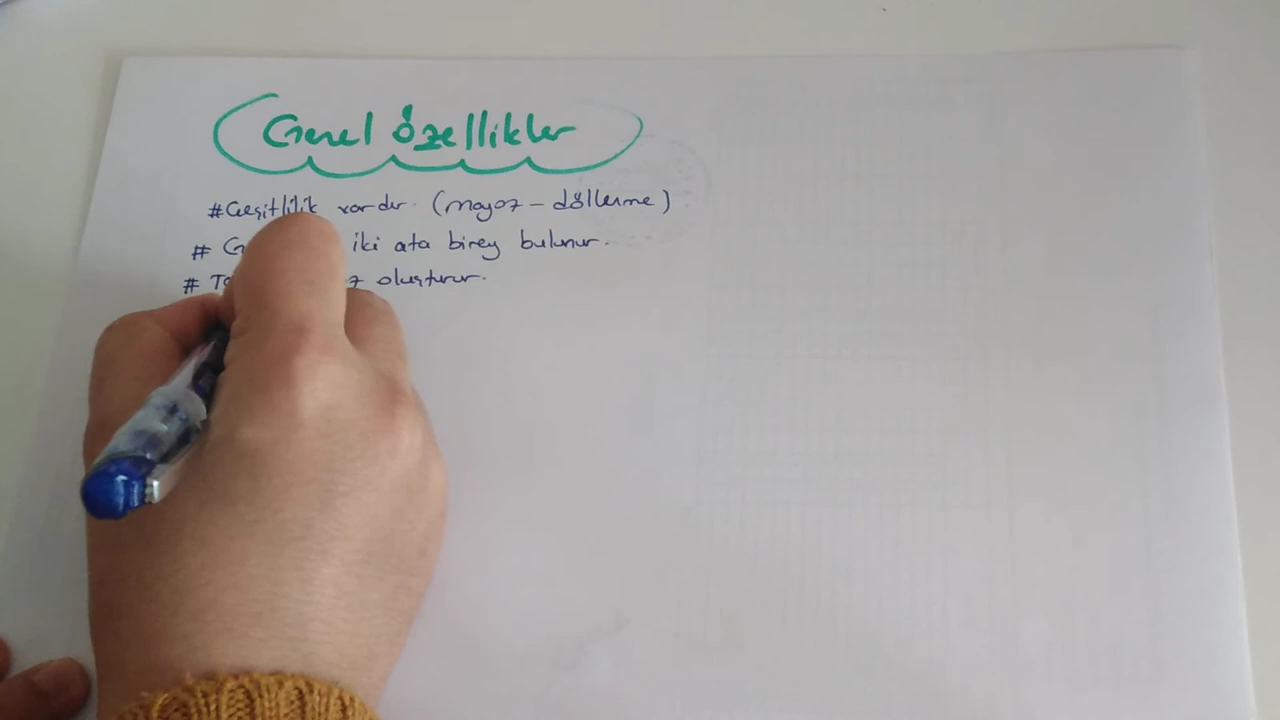 Genel özellikler
#Çeşitlilik vardır. (mayoz - döllenme)
# iki ata birey bulunur.
# oluşturur.